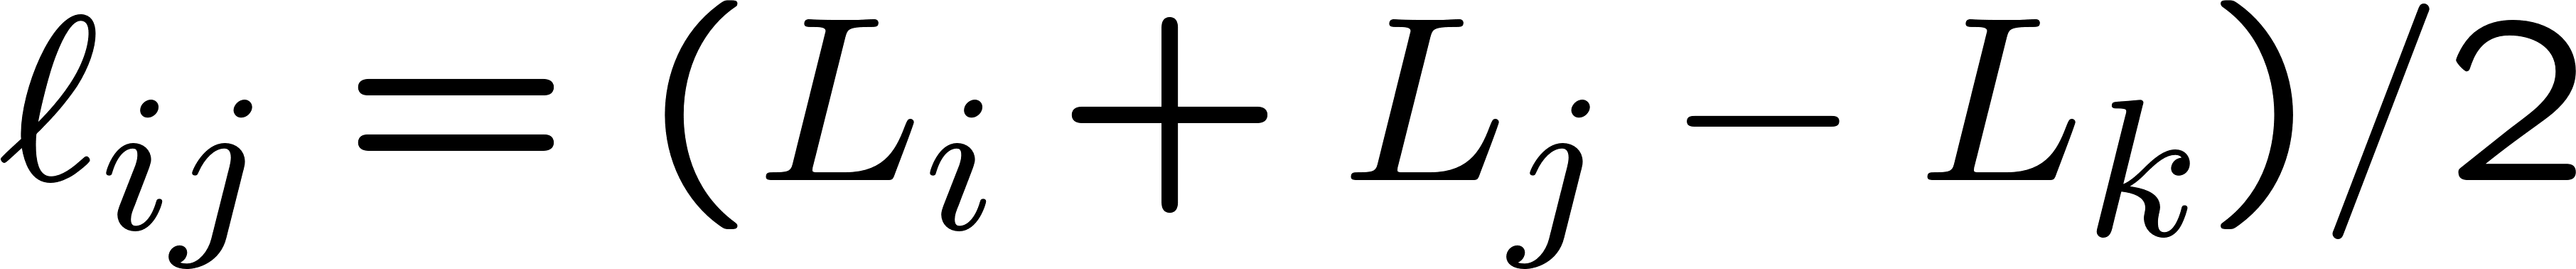 ℓ_{ij} = (L_i + L_j − L_k)/2